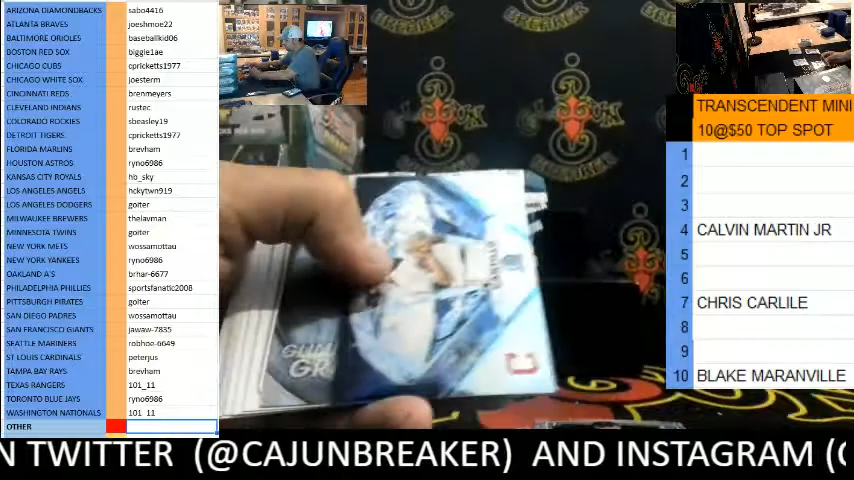 ARIZONA DIAMONDBACKS sabo4416
ATLANTA BRAVES joeshmoe22
BALTIMORE ORIOLES baseballkid06
BOSTON RED SOX biggie1ae
CHICAGO CUBS cpricketts1977
CHICAGO WHITE SOX joesterm
CINCINNATI REDS brenmeyers
CLEVELAND INDIANS rustec
COLORADO ROCKIES sbeasley19
DETROIT TIGERS cpricketts1977
FLORIDA MARLINS brevham
HOUSTON ASTROS ryno6986
KANSAS CITY ROYALS hb_sky
LOS ANGELES ANGELS hckytwn919
LOS ANGELES DODGERS golter
MILWAUKEE BREWERS thelavman
MINNESOTA TWINS golter
NEW YORK METS wossamottau
NEW YORK YANKEES ryno6986
OAKLAND A'S brhar-6677
PHILADELPHIA PHILLIES sportsfanatic2008
PITTSBURGH PIRATES golter
SAN DIEGO PADRES wossamottau
SAN FRANCISCO GIANTS jawaw-7835
SEATTLE MARINERS robhoe-6649
ST LOUIS CARDINALS peterjus
TAMPA BAY RAYS brevham
TEXAS RANGERS 101_11
TORONTO BLUE JAYS ryno6986
WASHINGTON NATIONALS 101_11
OTHER
TRANSCENDENT MINI
10@$50 TOP SPOT
1
2
3
4 CALVIN MARTIN JR
5
6
7 CHRIS CARLILE
8
9
10 BLAKE MARANVILLE
N TWITTER (@CAJUNBREAKER) AND INSTAGRAM (